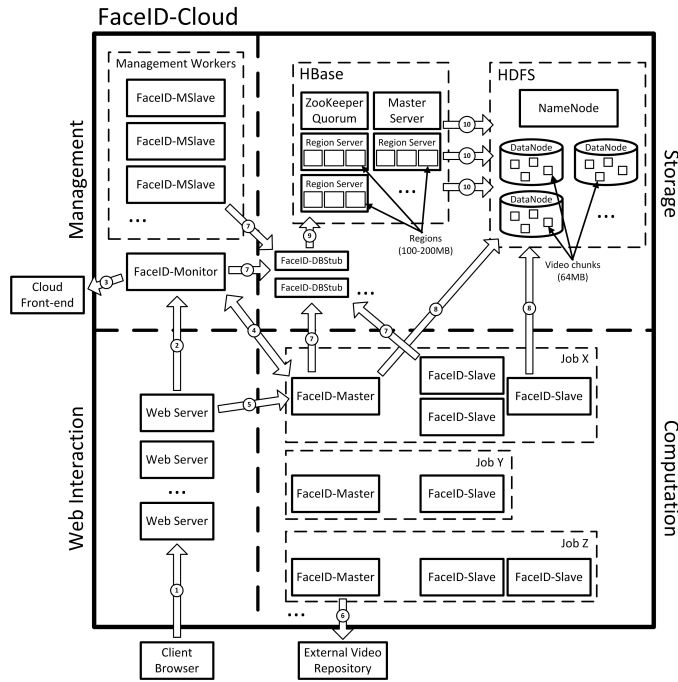 FaceID-Cloud
Management Workers
FaceID-MSlave
FaceID-MSlave
FaceID-MSlave
...
Management
HBase
ZooKeeper
Quorum
Master
Server
Region Server
Region Server
Region Server
...
Regions
(100-200MB)
HDFS
NameNode
DataNode
DataNode
DataNode
...
Video chunks
(64MB)
Storage
10
10
10
7
9
FaceID-DBStub
FaceID-DBStub
...
FaceID-Monitor
7
3
Cloud
Front-end
2
4
7
7
8
8
Web Interaction
Web Server
Web Server
...
Web Server
5
Job X
FaceID-Master
FaceID-Slave
FaceID-Slave
FaceID-Slave
Job Y
FaceID-Master
FaceID-Slave
Job Z
FaceID-Master
FaceID-Slave
FaceID-Slave
...
Computation
1
6
Client
Browser
External Video
Repository